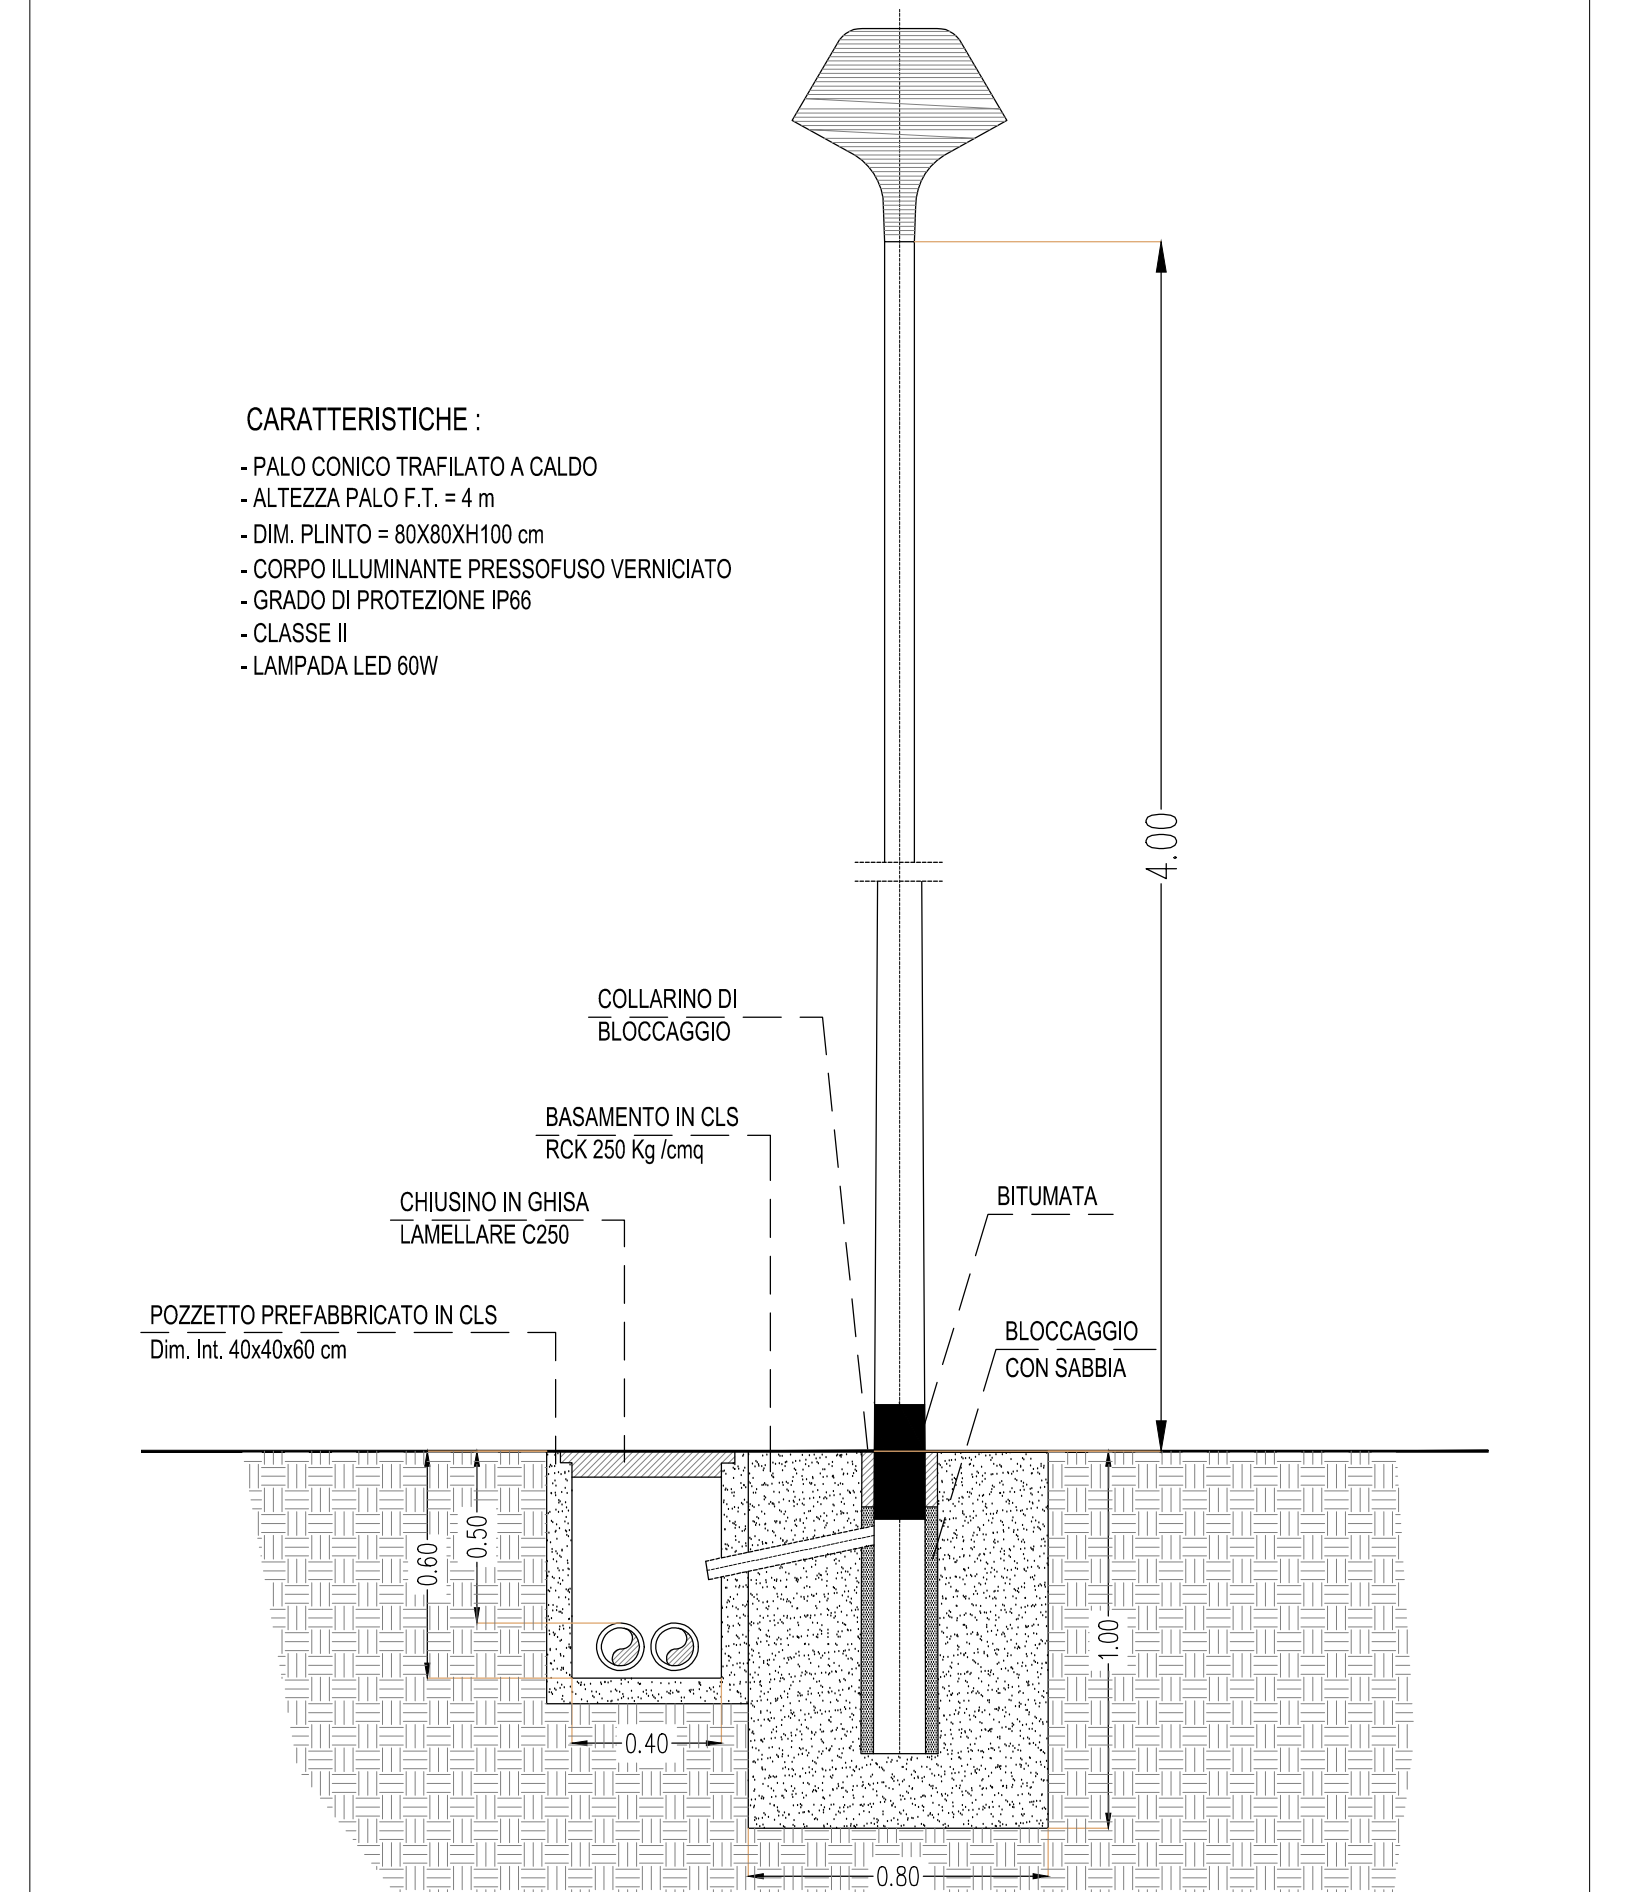 CARATTERISTICHE :
- PALO CONICO TRAFILATO A CALDO
- ALTEZZA PALO F.T. = 4 m
- DIM. PLINTO = 80X80XH100 cm
- CORPO ILLUMINANTE PRESSOFUSO VERNICIATO
- GRADO DI PROTEZIONE IP66
- CLASSE II
- LAMPADA LED 60W
4.00
COLLARINO DI
BLOCCAGGIO
BASAMENTO IN CLS
RCK 250 Kg /cmq
CHIUSINO IN GHISA
LAMELLARE C250
BITUMATA
POZZETTO PREFABBRICATO IN CLS
Dim. Int. 40x40x60 cm
BLOCCAGGIO
CON SABBIA
0.60
0.50
1.00
0.40
0.80